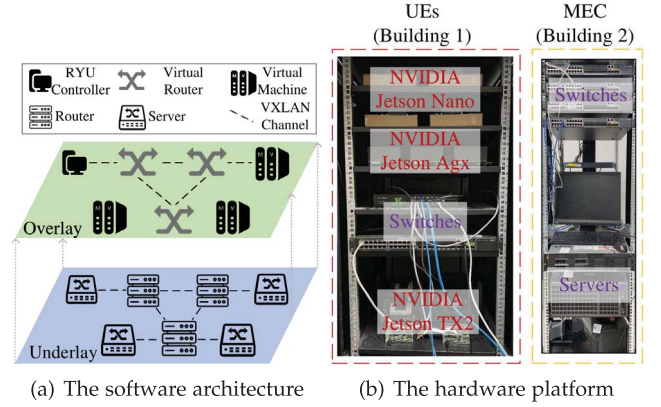 UEs
(Building 1)
MEC
(Building 2)
RYU
Controller
Virtual
Router
Virtual
Machine
Router
Server
VXLAN
Channel
M V
Overlay
M V
M V
Underlay
NVIDIA
Jetson Nano
NVIDIA
Jetson Agx
Switches
NVIDIA
Jetson TX2
Switches
Servers
(a) The software architecture
(b) The hardware platform